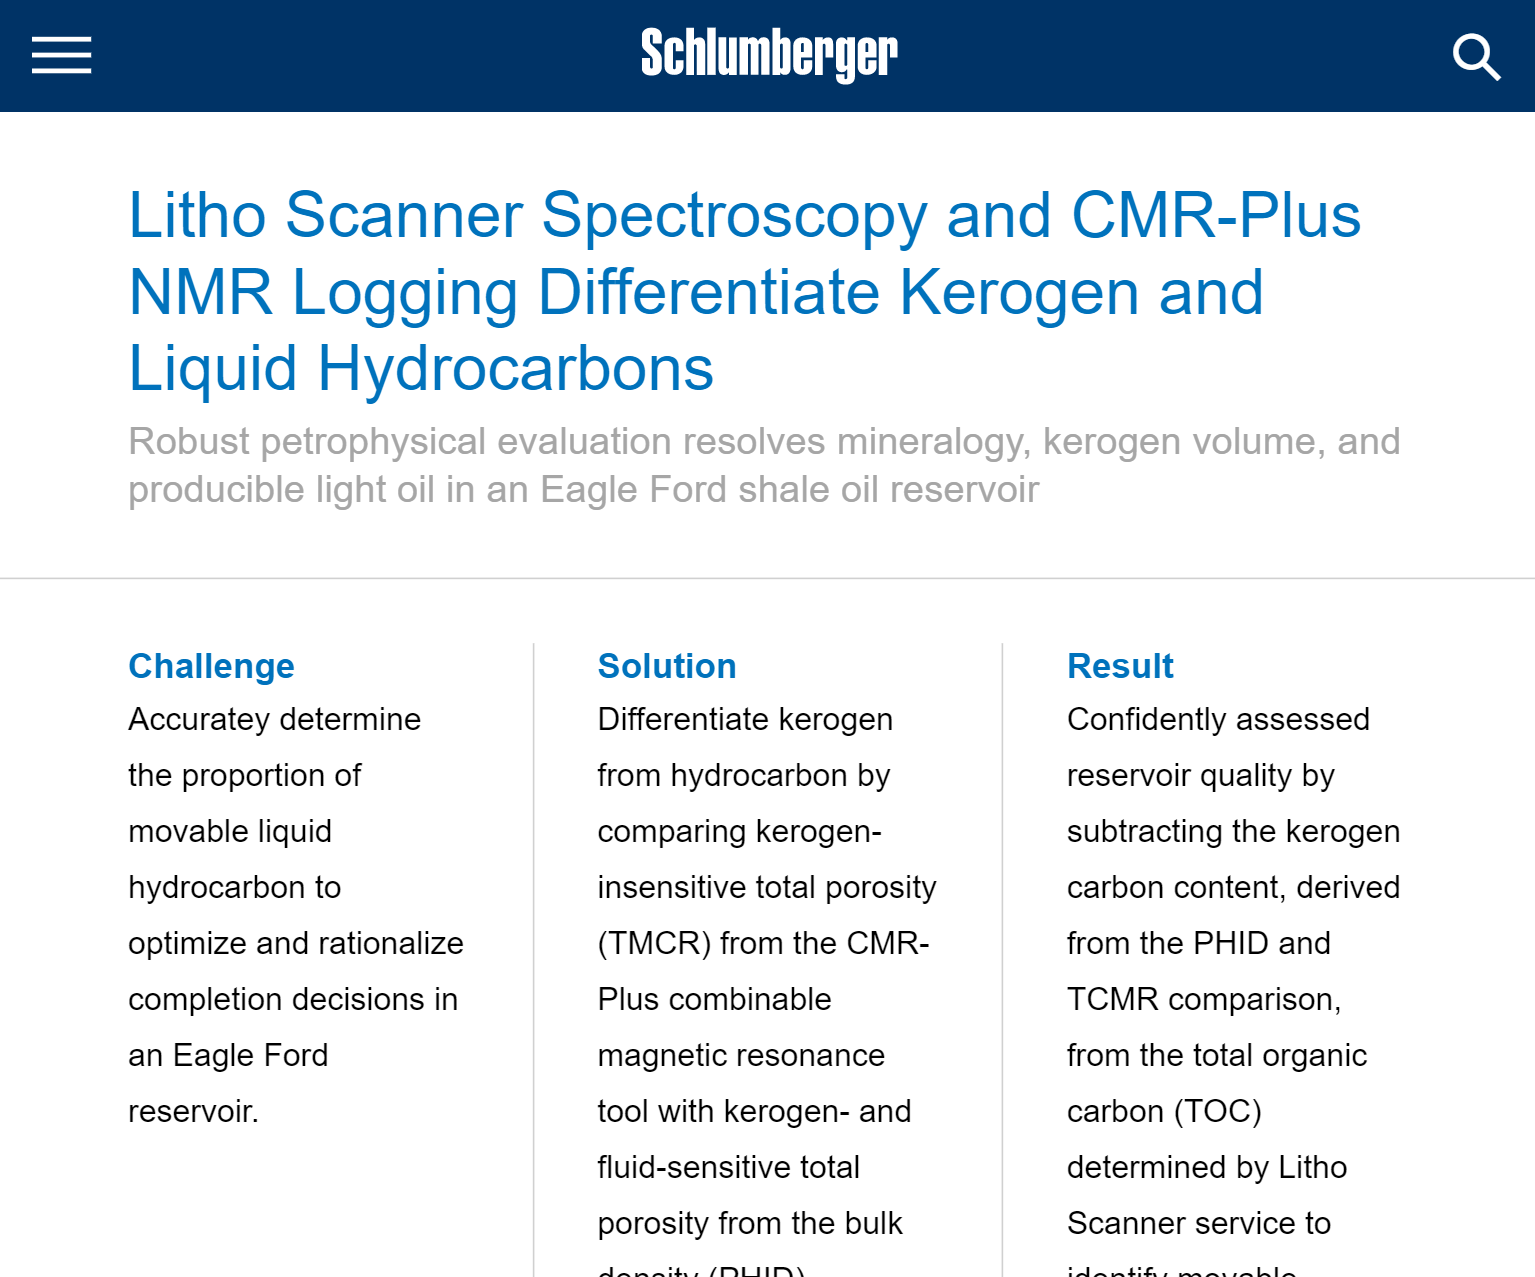 Schlumberger
Litho Scanner Spectroscopy and CMR-Plus
NMR Logging Differentiate Kerogen and
Liquid Hydrocarbons
Robust petrophysical evaluation resolves mineralogy, kerogen volume, and
producible light oil in an Eagle Ford shale oil reservoir
Challenge
Accuratey determine
the proportion of
movable liquid
hydrocarbon to
optimize and rationalize
completion decisions in
an Eagle Ford
reservoir.
Solution
Differentiate kerogen
from hydrocarbon by
comparing kerogen-
insensitive total porosity
(TMCR) from the CMR-
Plus combinable
magnetic resonance
tool with kerogen- and
fluid-sensitive total
porosity from the bulk
density (PHID)
Result
Confidently assessed
reservoir quality by
subtracting the kerogen
carbon content, derived
from the PHID and
TCMR comparison,
from the total organic
carbon (TOC)
determined by Litho
Scanner service to
identify movable